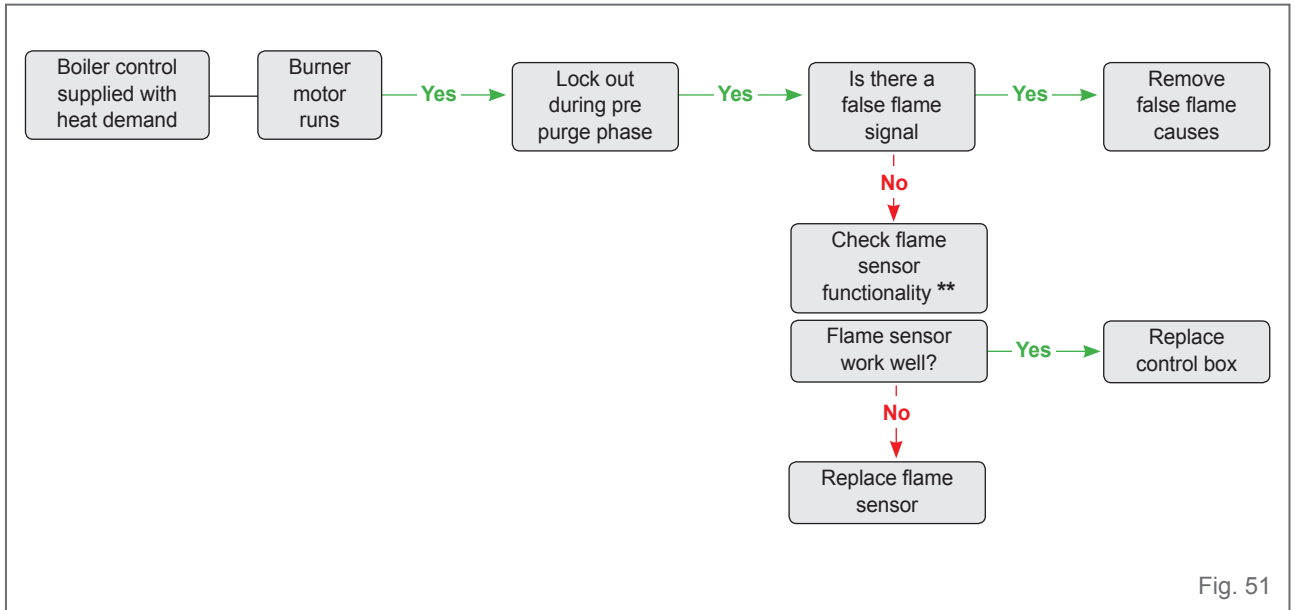 Boiler control
supplied with
heat demand
Burner
motor
runs
Yes
Lock out
during pre
purge phase
Yes
Is there a
false flame
signal
Yes
Remove
false flame
causes
No
Check flame
sensor
functionality **
Flame sensor
work well?
Yes
Replace
control box
No
Replace flame
sensor
Fig. 51